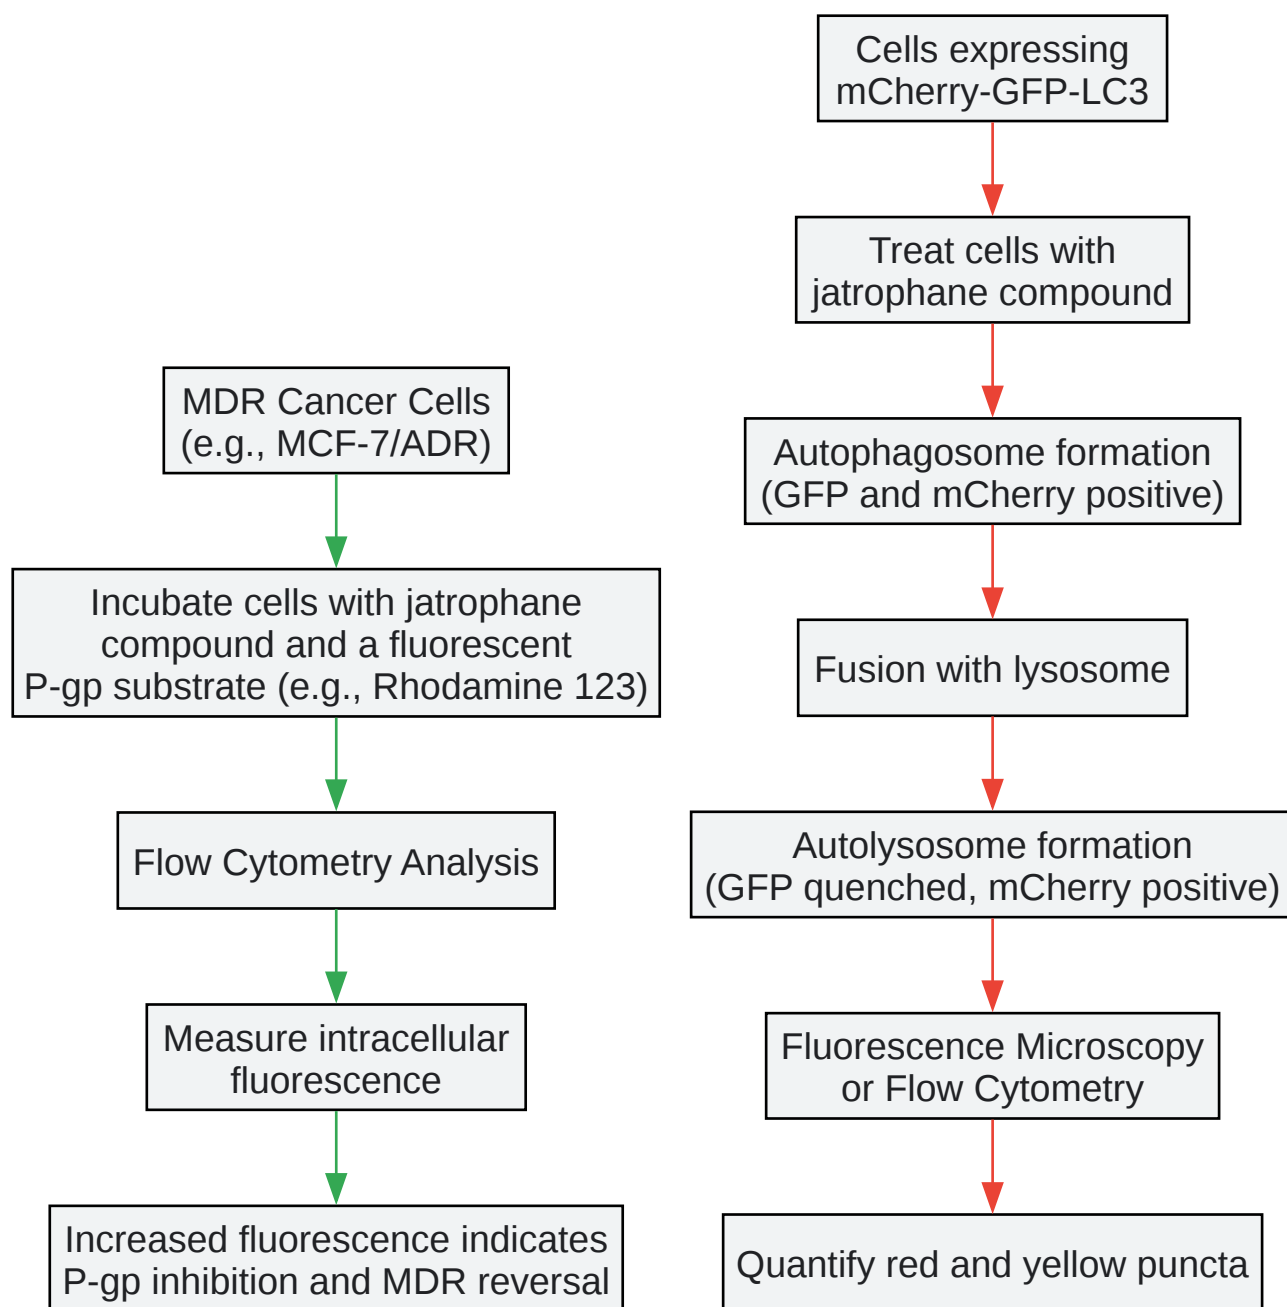 MDR Cancer Cells
(e.g., MCF-7/ADR)
Incubate cells with jatrophane
compound and a fluorescent
P-gp substrate (e.g., Rhodamine 123)
Flow Cytometry Analysis
Measure intracellular
fluorescence
Increased fluorescence indicates
P-gp inhibition and MDR reversal
Cells expressing
mCherry-GFP-LC3
Treat cells with
jatrophane compound
Autophagosome formation
(GFP and mCherry positive)
Fusion with lysosome
Autolysosome formation
(GFP quenched, mCherry positive)
Fluorescence Microscopy
or Flow Cytometry
Quantify red and yellow puncta